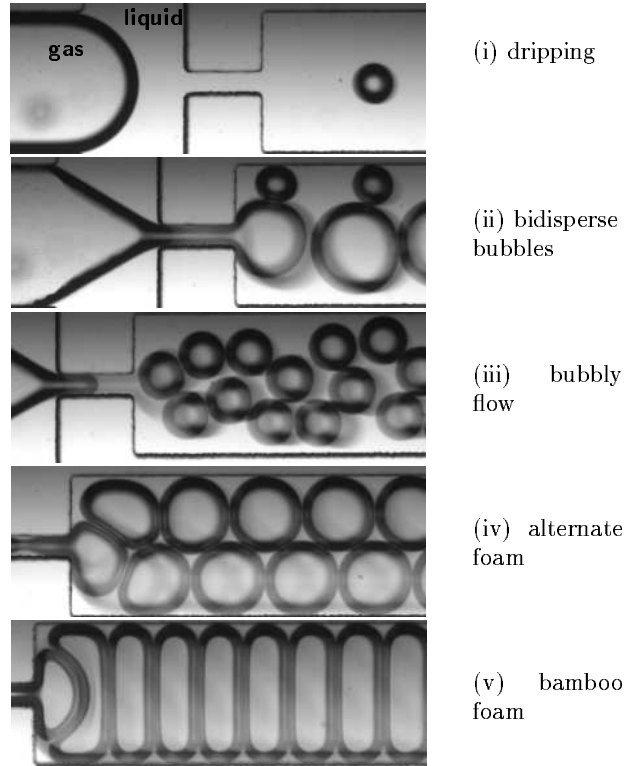 liquid
gas
(i) dripping
(ii) bidisperse
bubbles
(iii) bubbly
flow
(iv) alternate
foam
(v) bamboo
foam